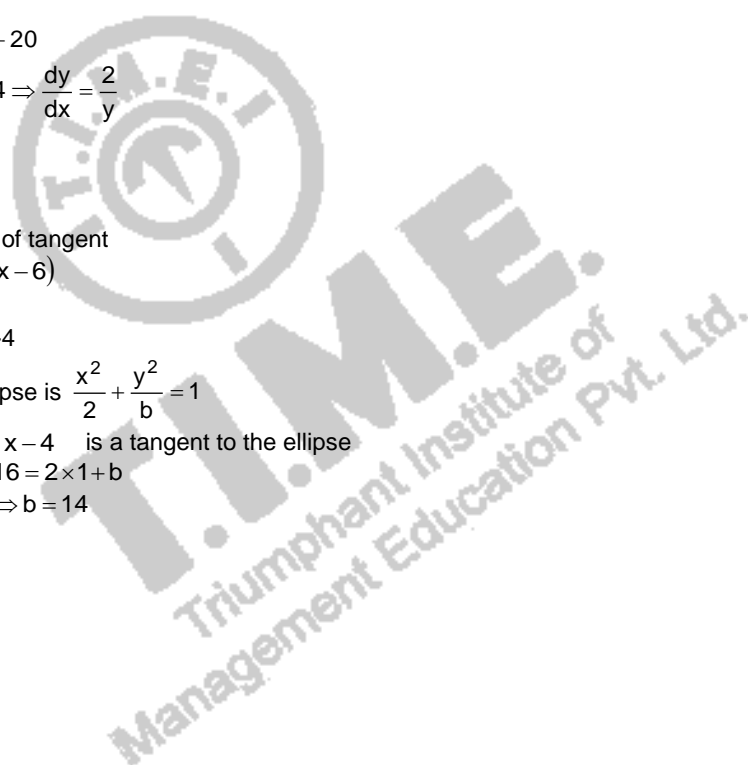 – 20
4 ⇒ dy/dx = 2/y
of tangent
x – 6)
-4
pse is x²/2 + y²/b = 1
x – 4 is a tangent to the ellipse
16 = 2×1+b
⇒ b = 14
T.I.M.E.
T.I.M.E.
Triumphant Institute of
Management Education Pvt. Ltd.